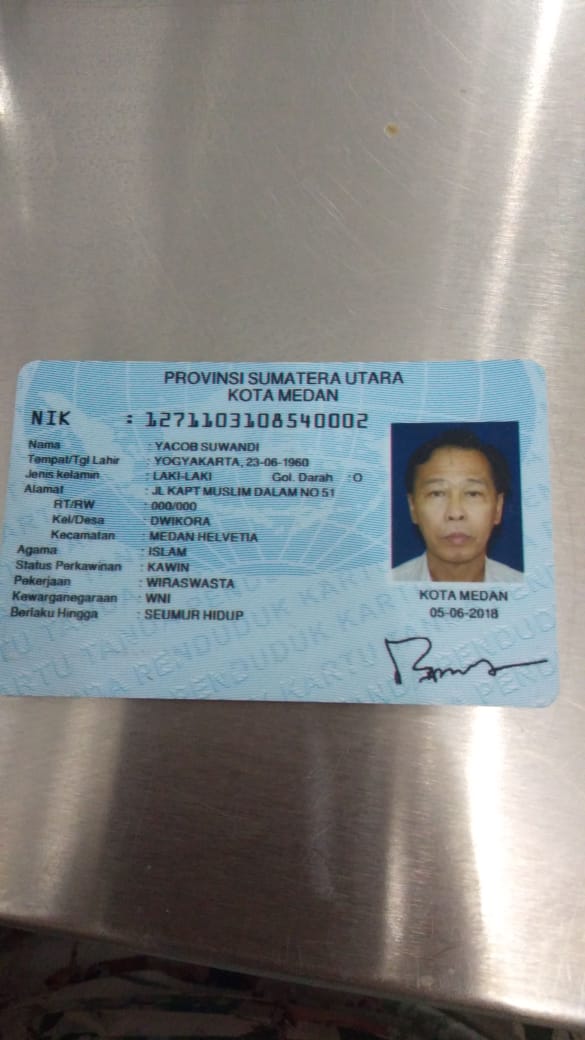 PROVINSI SUMATERA UTARA
KOTA MEDAN
NIK : 1271103108540002
Nama : YACOB SUWANDI
Tempat/Tgl Lahir : YOGYAKARTA, 23-06-1960
Jenis kelamin : LAKI-LAKI Gol. Darah : O
Alamat : JL KAPT MUSLIM DALAM NO 51
RT/RW : 000/000
Kel/Desa : DWIKORA
Kecamatan : MEDAN HELVETIA
Agama : ISLAM
Status Perkawinan : KAWIN
Pekerjaan : WIRASWASTA
Kewarganegaraan : WNI
Berlaku Hingga : SEUMUR HIDUP
KOTA MEDAN
05-06-2018